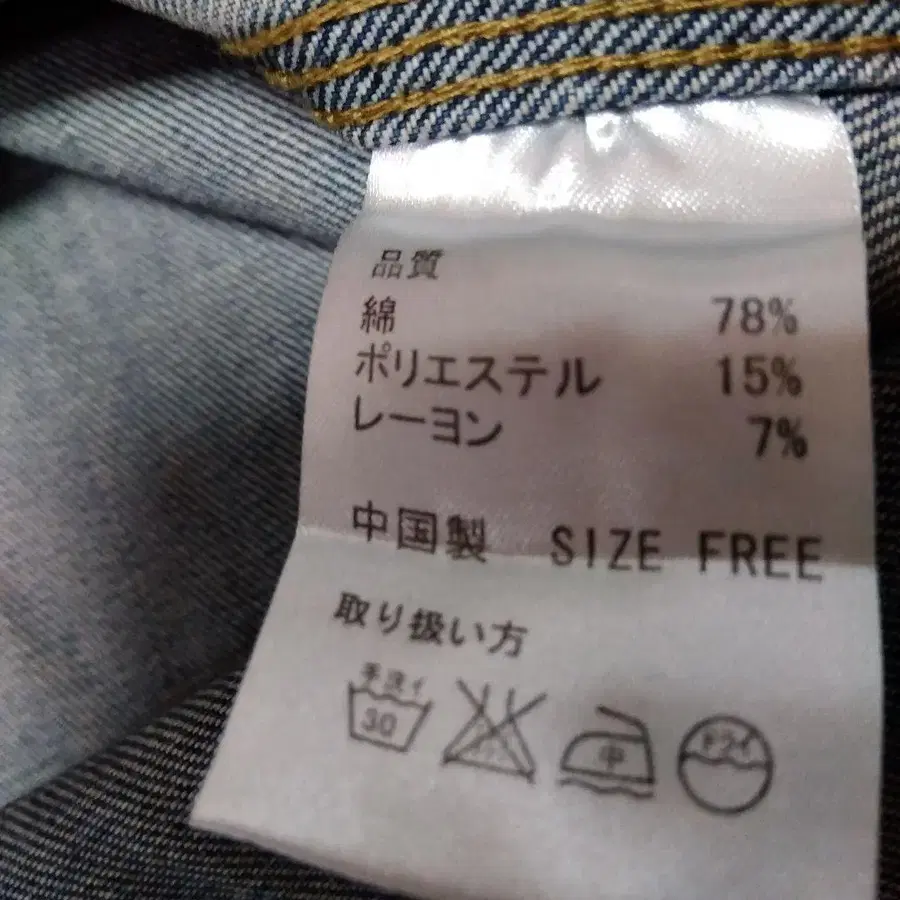 品質
綿 78%
ポリエステル 15%
レーヨン 7%
中国製 SIZE FREE
取り扱い方
手洗イ
30
中 ドライ